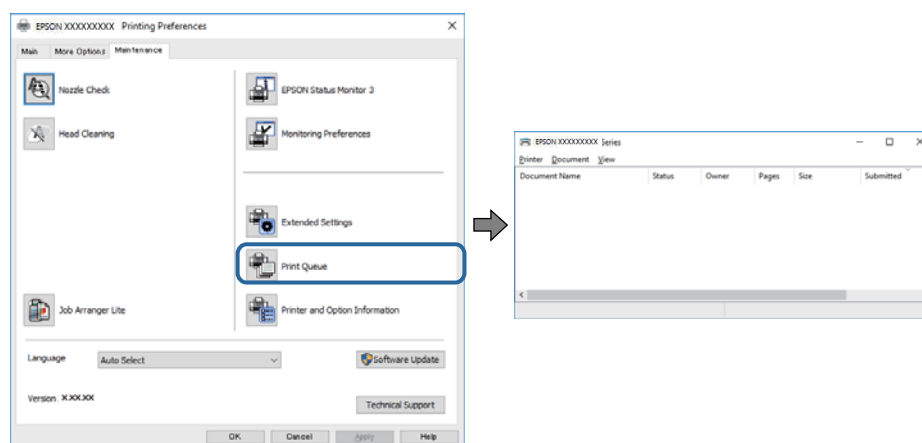 EPSON XXXXXXXXX Printing Preferences
Main More Options Maintenance
Nozzle Check
EPSON Status Monitor 3
Head Cleaning
Monitoring Preferences
Extended Settings
Print Queue
Job Arranger Lite
Printer and Option Information
Language Auto Select
Software Update
Version X.XX.XX
Technical Support
OK Cancel Apply Help
EPSON XXXXXXXXX Series
Printer Document View
Document Name Status Owner Pages Size Submitted